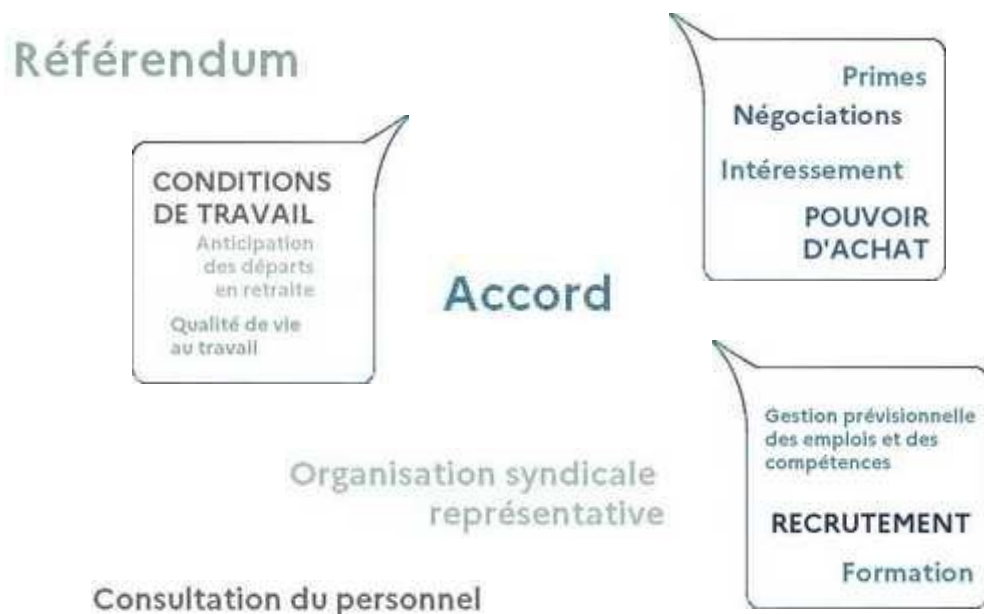 Référendum
Primes
Négociations
Intéressement
POUVOIR
D'ACHAT
CONDITIONS
DE TRAVAIL
Anticipation
des départs
en retraite
Qualité de vie
au travail
Accord
Gestion prévisionnelle
des emplois et des
compétences
RECRUTEMENT
Formation
Organisation syndicale
représentative
Consultation du personnel